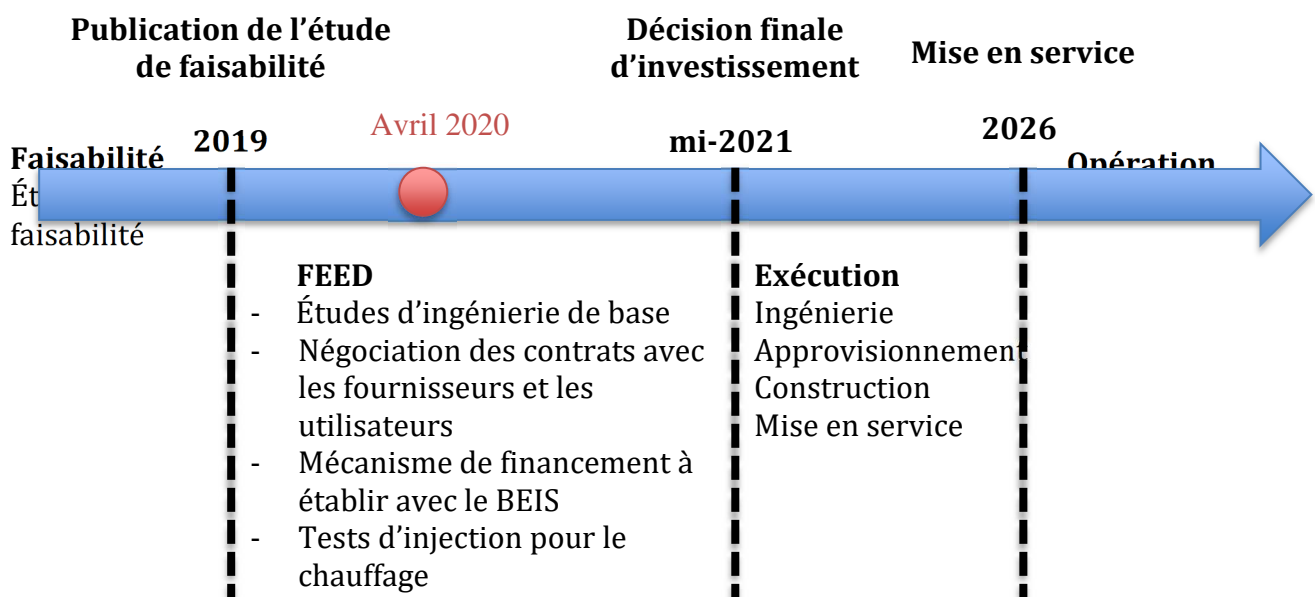 Publication de l’étude
de faisabilité
Décision finale
d’investissement
Mise en service
2019
Avril 2020
mi-2021
2026
Faisabilité
faisabilité
Opération
FEED
- Études d’ingénierie de base
- Négociation des contrats avec
les fournisseurs et les
utilisateurs
- Mécanisme de financement à
établir avec le BEIS
- Tests d’injection pour le
chauffage
Exécution
Ingénierie
Approvisionnement
Construction
Mise en service